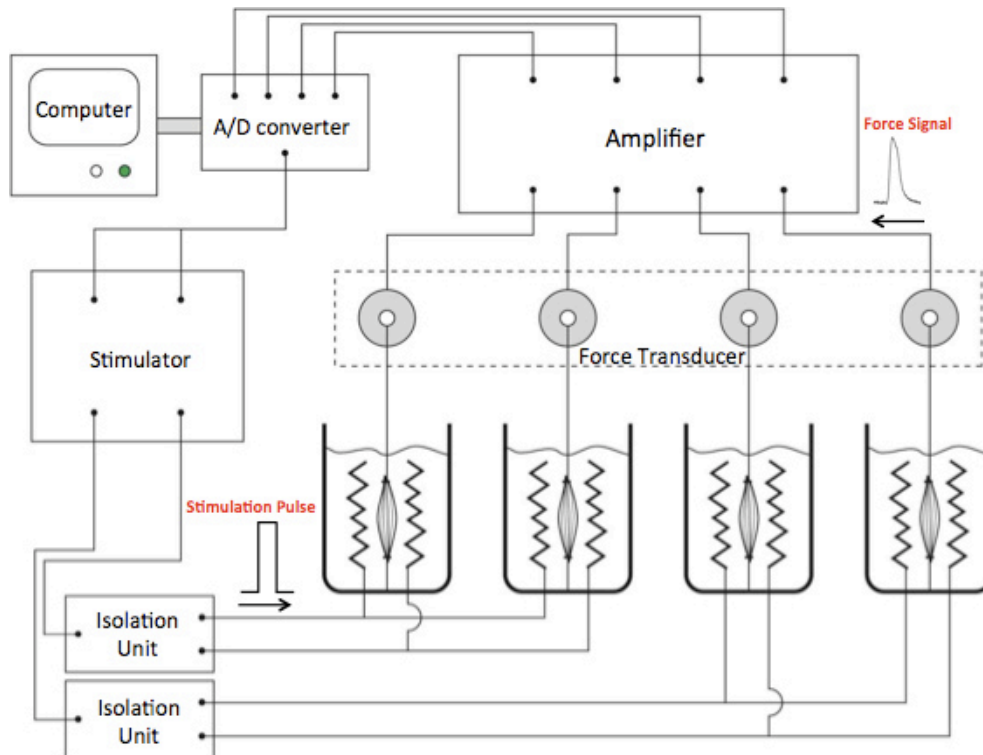 Computer
A/D converter
Amplifier
Force Signal
Stimulator
Force Transducer
Stimulation Pulse
Isolation
Unit
Isolation
Unit